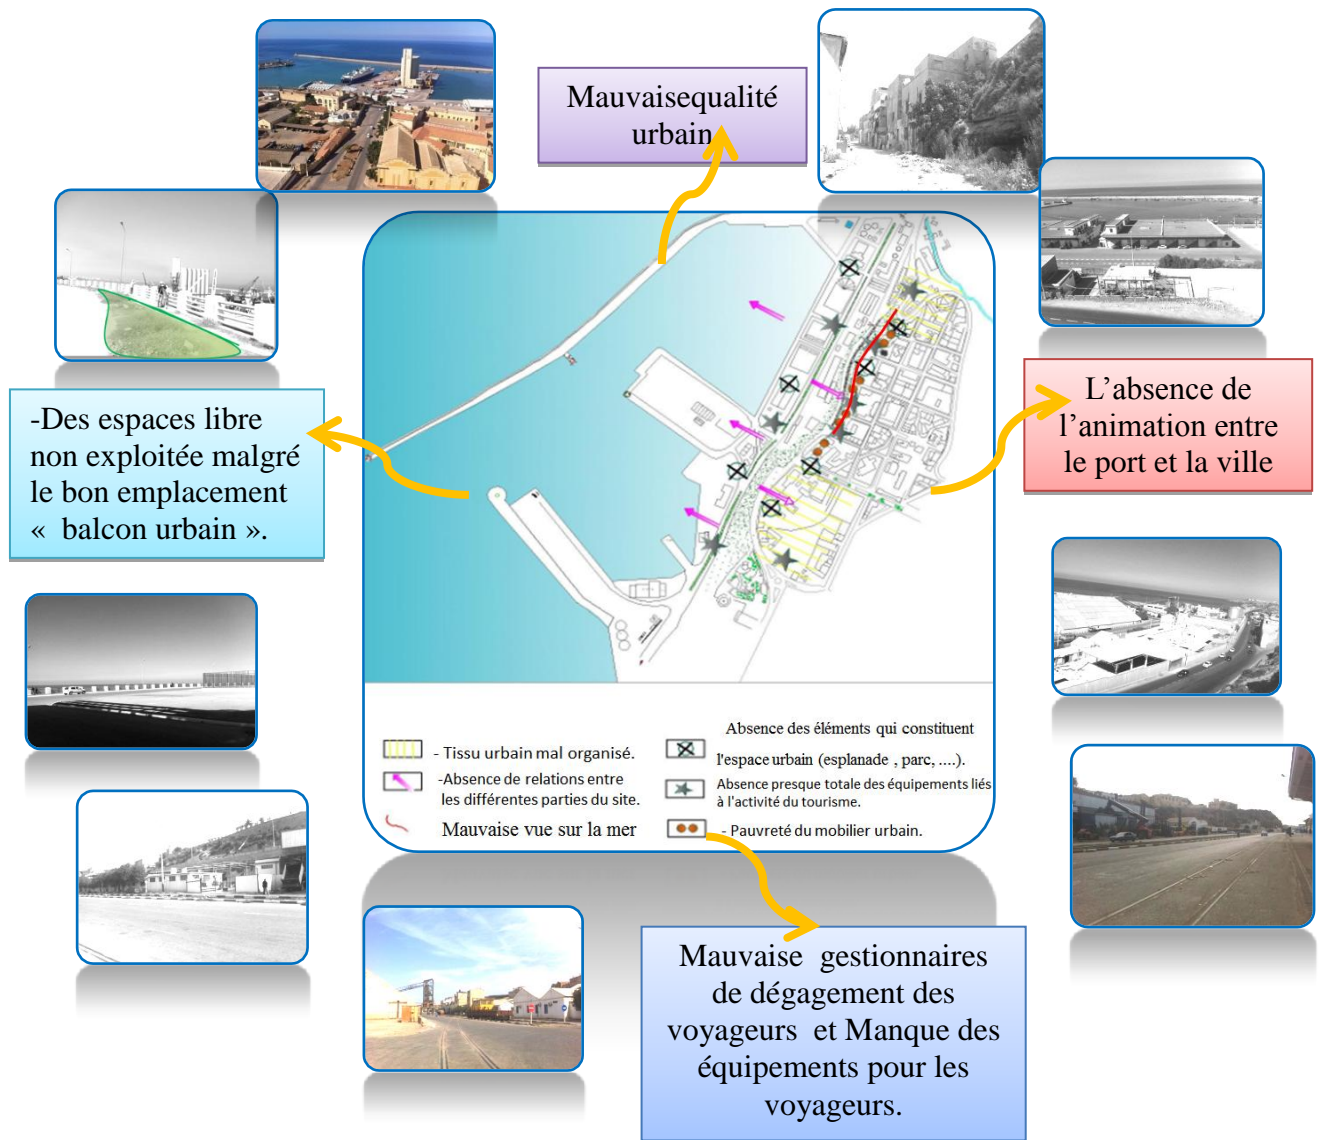 Mauvaisequalité
urbain
-Des espaces libre
non exploitée malgré
le bon emplacement
« balcon urbain ».
L’absence de
l’animation entre
le port et la ville
- Tissu urbain mal organisé.
-Absence de relations entre
les différentes parties du site.
Mauvaise vue sur la mer
Absence des éléments qui constituent
l'espace urbain (esplanade , parc, ....).
Absence presque totale des équipements liés
à l'activité du tourisme.
- Pauvreté du mobilier urbain.
Mauvaise gestionnaires
de dégagement des
voyageurs et Manque des
équipements pour les
voyageurs.